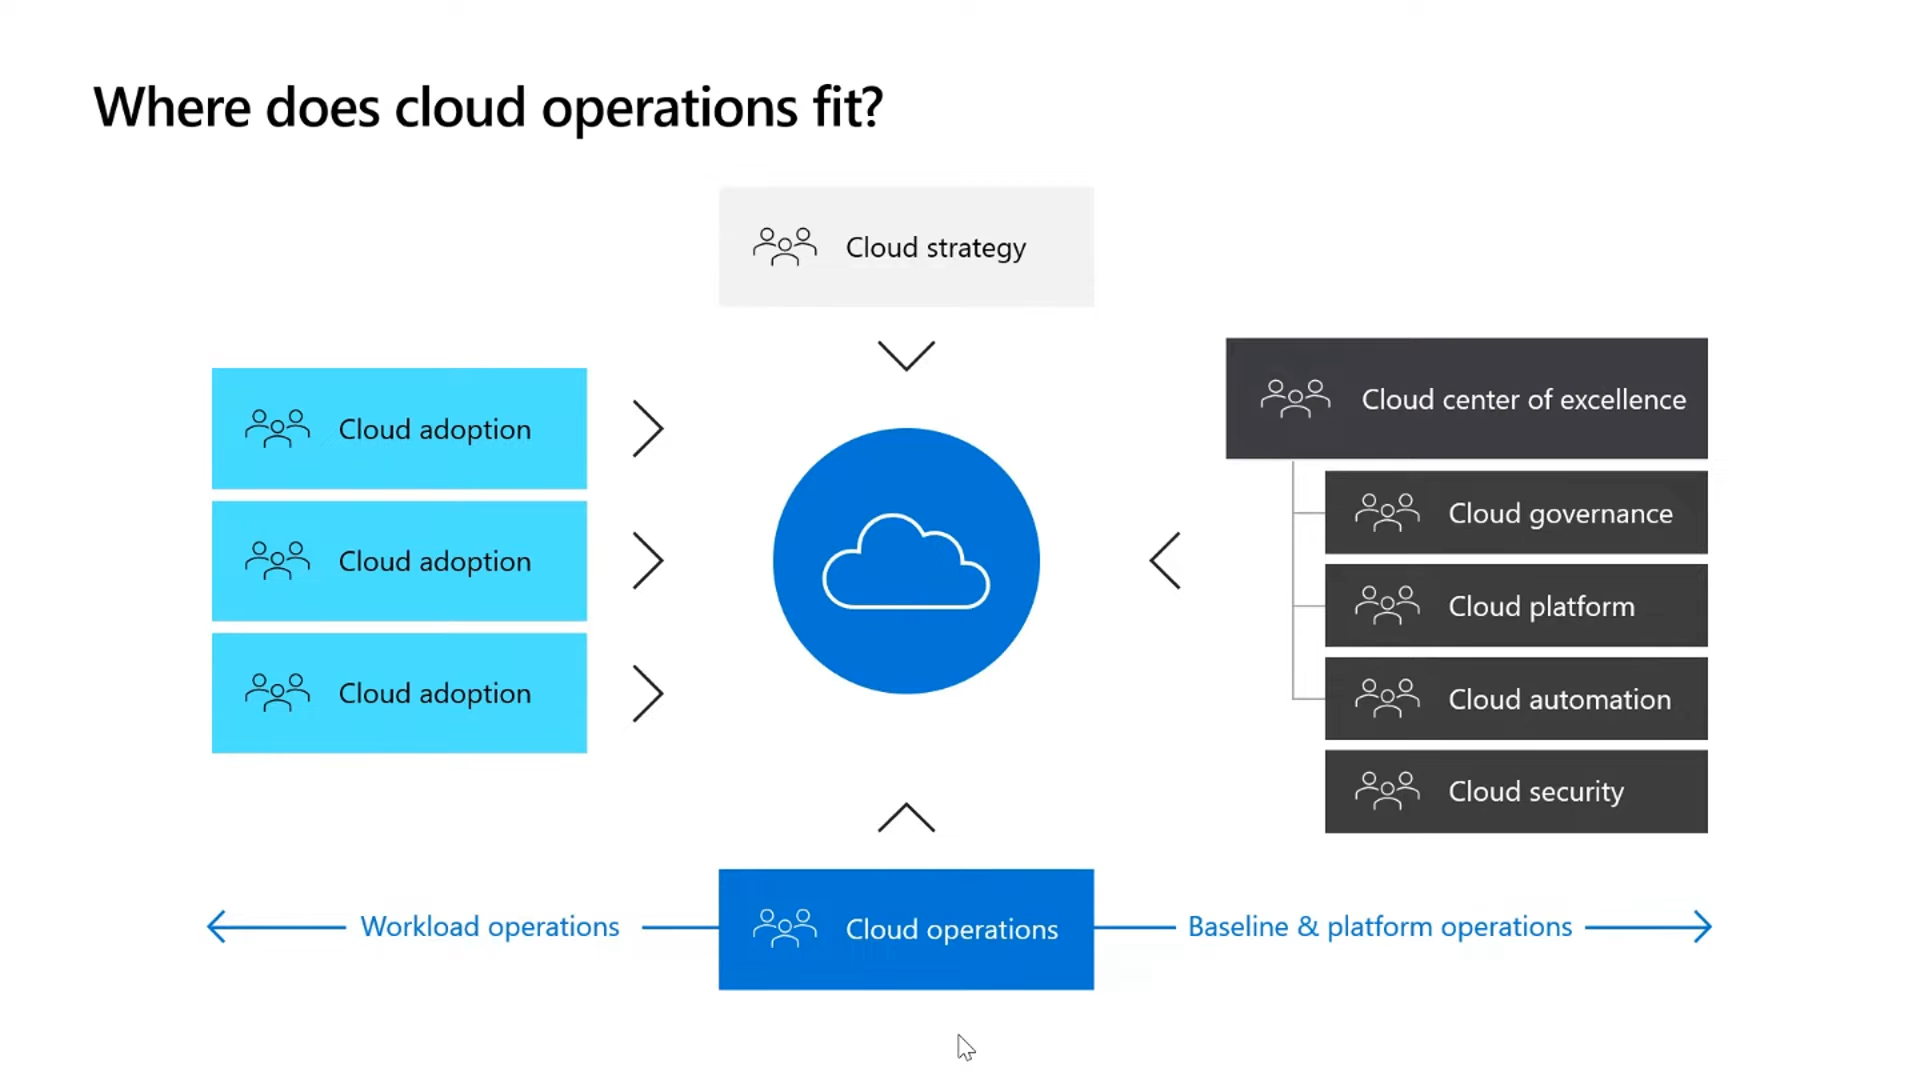 Where does cloud operations fit?
Cloud strategy
Cloud adoption
Cloud adoption
Cloud adoption
Cloud center of excellence
Cloud governance
Cloud platform
Cloud automation
Cloud security
Workload operations
Cloud operations
Baseline & platform operations